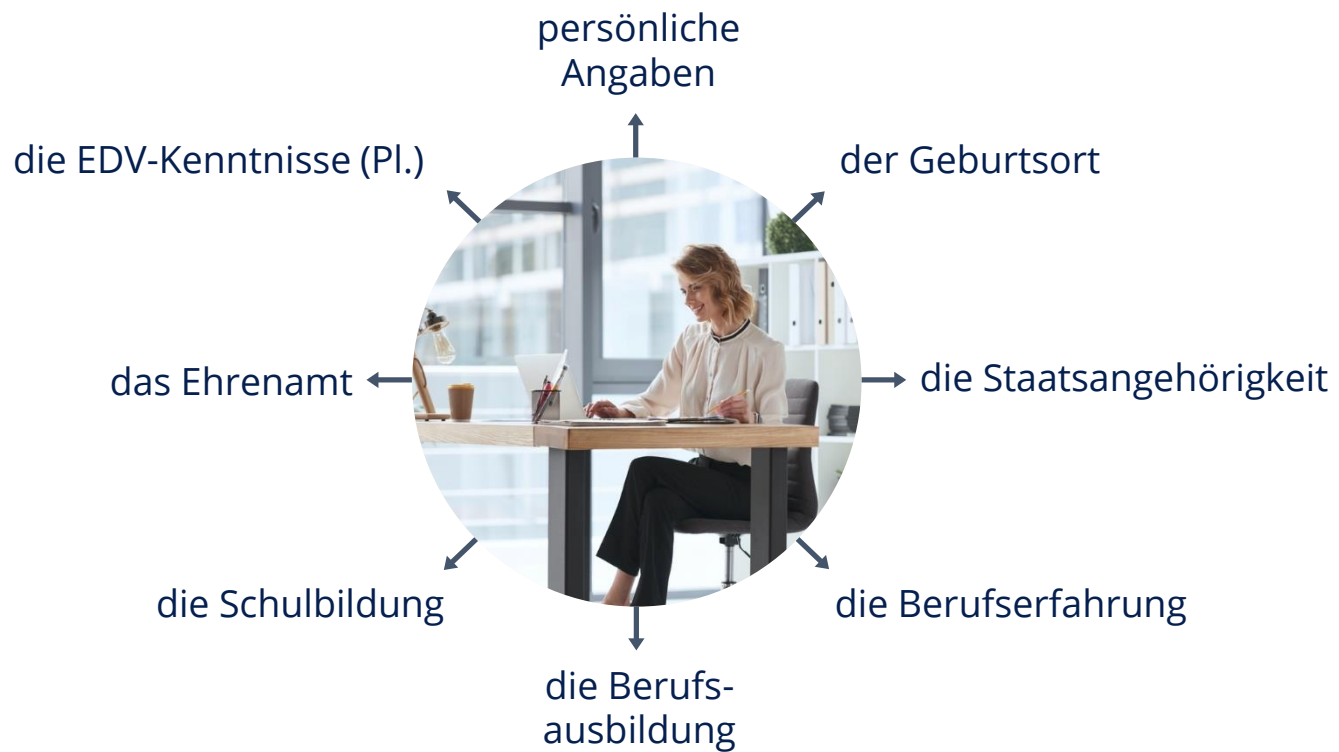 persönliche
Angaben
die EDV-Kenntnisse (Pl.)
der Geburtsort
das Ehrenamt
die Staatsangehörigkeit
die Schulbildung
die Berufserfahrung
die Berufs-
ausbildung